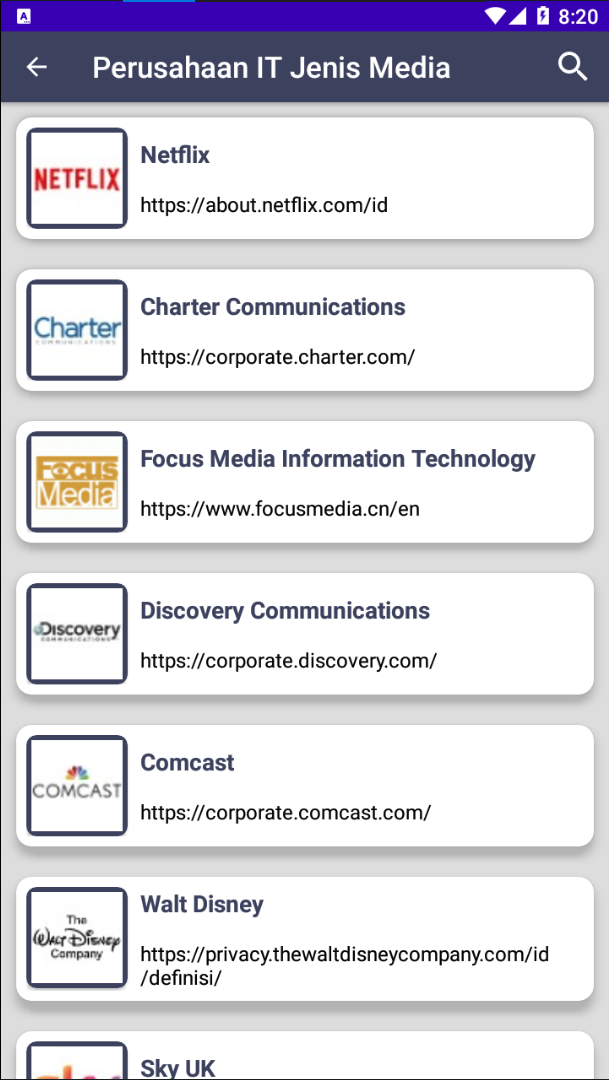 8:20
Perusahaan IT Jenis Media
NETFLIX
Netflix
https://about.netflix.com/id
Charter
COMMUNICATIONS
Charter Communications
https://corporate.charter.com/
Focus
Media
Focus Media Information Technology
https://www.focusmedia.cn/en
Discovery
COMMUNICATIONS
Discovery Communications
https://corporate.discovery.com/
COMCAST
Comcast
https://corporate.comcast.com/
The
WALT DISNEY
Company
Walt Disney
https://privacy.thewaltdisneycompany.com/id
/definisi/
sky
Sky UK